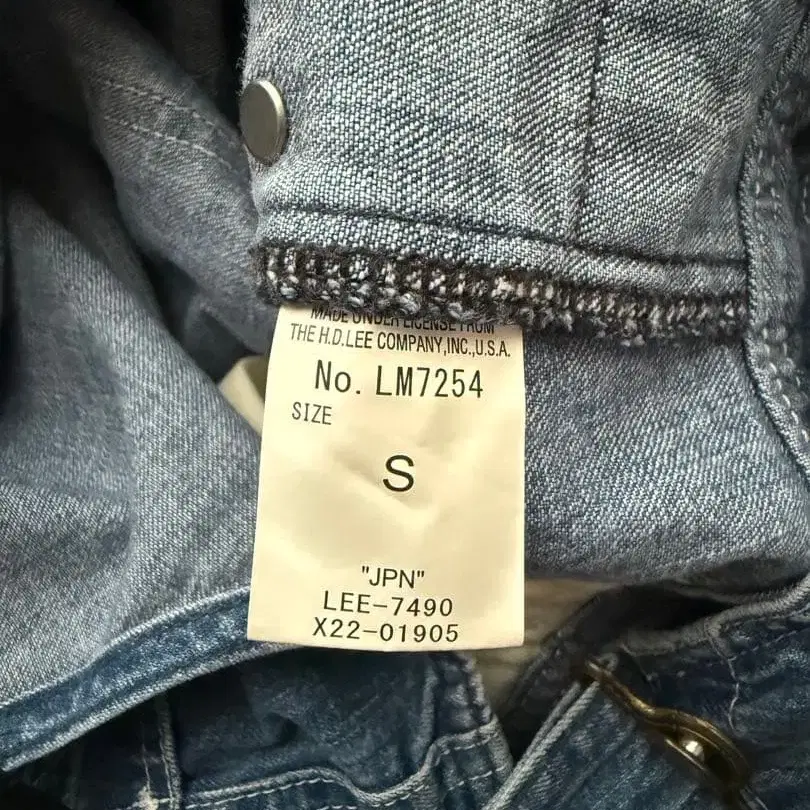 MADE UNDER LICENSE FROM
THE H.D.LEE COMPANY,INC.,U.S.A.
No. LM7254
SIZE
S
"JPN"
LEE-7490
X22-01905